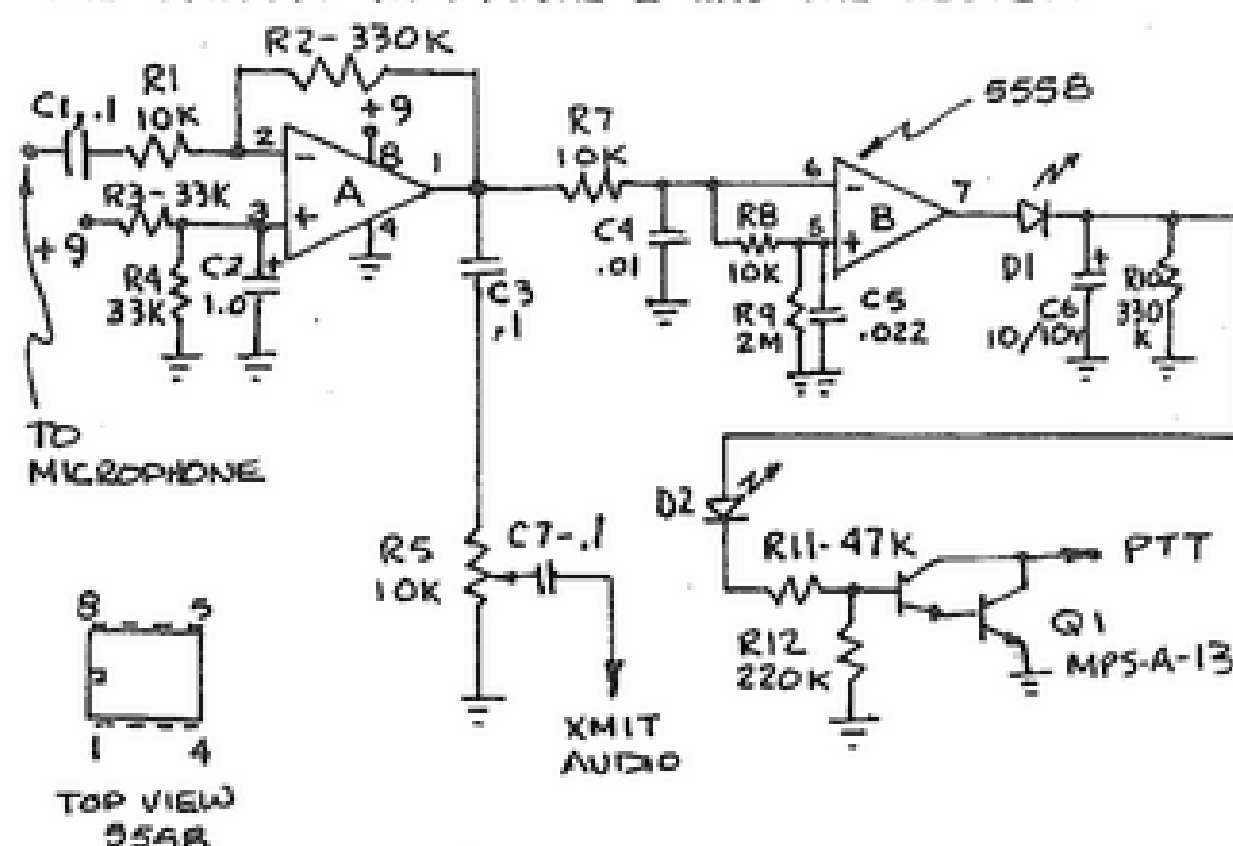 R2-330K
+9
C1, .1
R1
10K
2
-
8
1
A
R3-33K
3
+
4
+9
R4
33K
C2
1.0
+
C3
.1
R7
10K
5558
6
-
7
B
R8
10K
5
+
C4
.01
R9
2M
C5
.022
D1
+
C6
10/10V
R10
330
K
TO
MICROPHONE
D2
R5
10K
C7-.1
XMIT
AUDIO
R11-47K
PTT
R12
220K
Q1
MPS-A-13
8
5
1
4
TOP VIEW